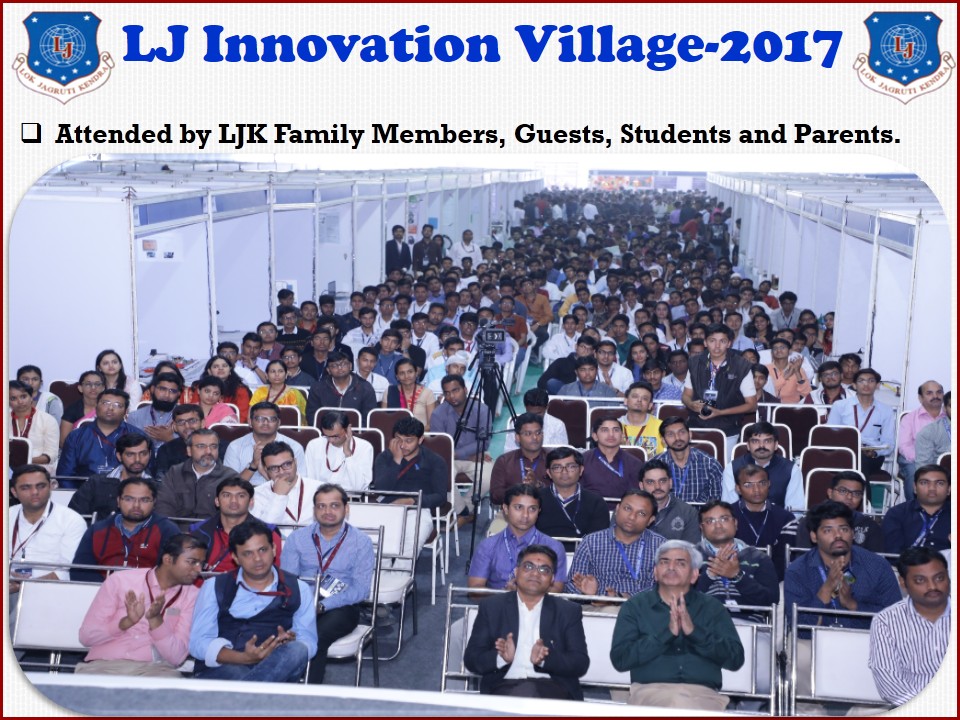 LJ Innovation Village-2017
LJ
LOK JAGRUTI KENDRA
LJ
LOK JAGRUTI KENDRA
❑ Attended by LJK Family Members, Guests, Students and Parents.